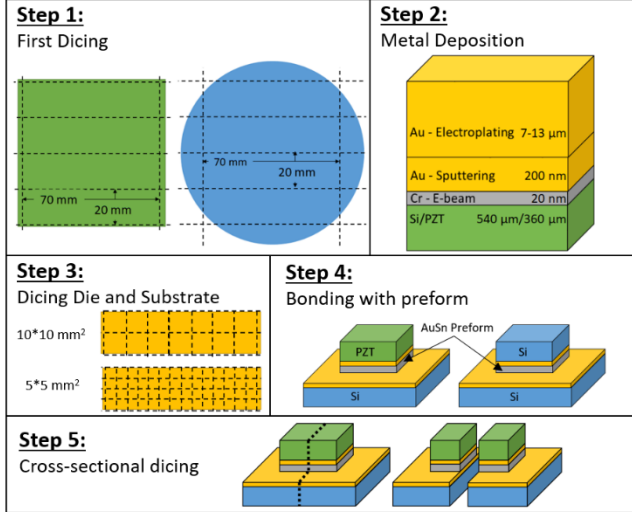 Step 1:
First Dicing
70 mm
20 mm
70 mm
20 mm
Step 2:
Metal Deposition
Au - Electroplating 7-13 µm
Au - Sputtering 200 nm
Cr - E-beam 20 nm
Si/PZT 540 µm/360 µm
Step 3:
Dicing Die and Substrate
10*10 mm²
5*5 mm²
Step 4:
Bonding with preform
AuSn Preform
PZT
Si
Si
Si
Step 5:
Cross-sectional dicing